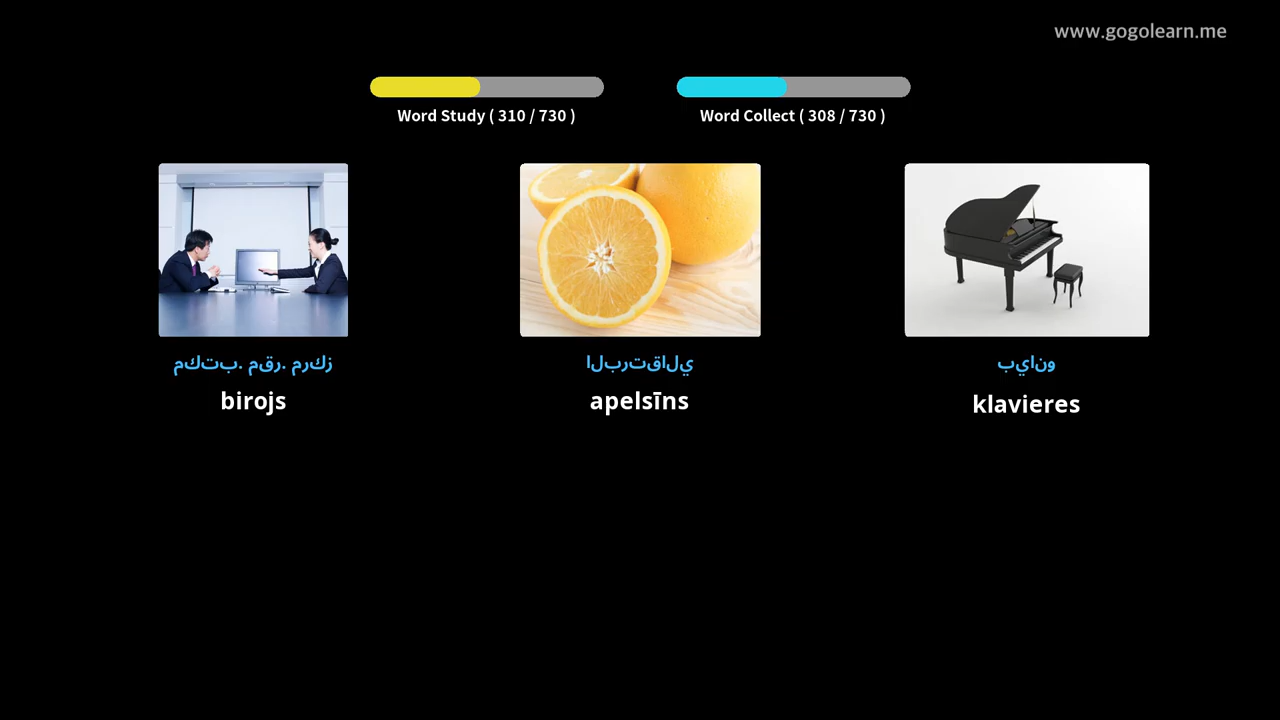 www.gogolearn.me
Word Study ( 310 / 730 )
Word Collect ( 308 / 730 )
مكتب. مقر. مركز
birojs
البرتقالي
apelsīns
بيانو
klavieres